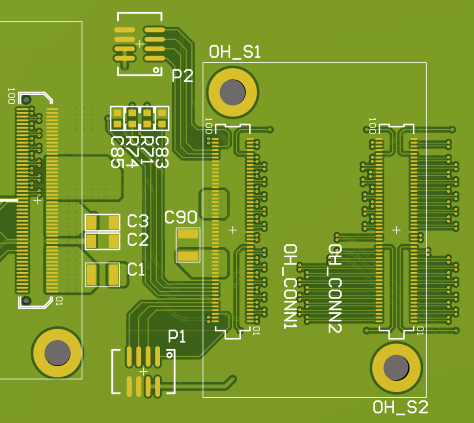 OH_S1
P2
100
100
100
C85
R74
R71
C83
C3
C90
C2
OH_CONN1
OH_CONN2
C1
01
01
01
P1
OH_S2